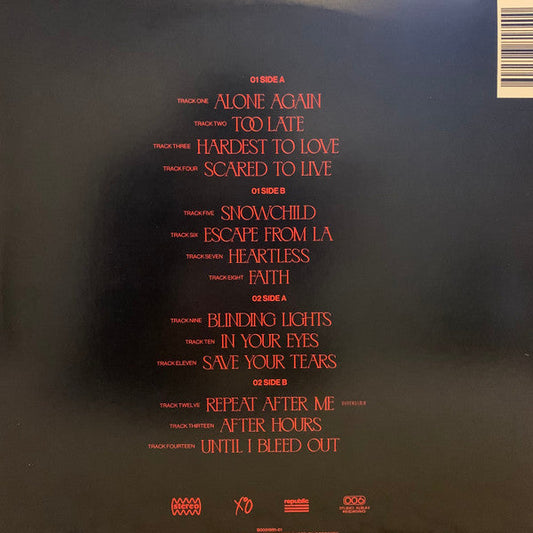 01 SIDE A
TRACK ONE ALONE AGAIN
TRACK TWO TOO LATE
TRACK THREE HARDEST TO LOVE
TRACK FOUR SCARED TO LIVE
01 SIDE B
TRACK FIVE SNOWCHILD
TRACK SIX ESCAPE FROM LA
TRACK SEVEN HEARTLESS
TRACK EIGHT FAITH
02 SIDE A
TRACK NINE BLINDING LIGHTS
TRACK TEN IN YOUR EYES
TRACK ELEVEN SAVE YOUR TEARS
02 SIDE B
TRACK TWELVE REPEAT AFTER ME
TRACK THIRTEEN AFTER HOURS
TRACK FOURTEEN UNTIL I BLEED OUT
stereo XO republic 006